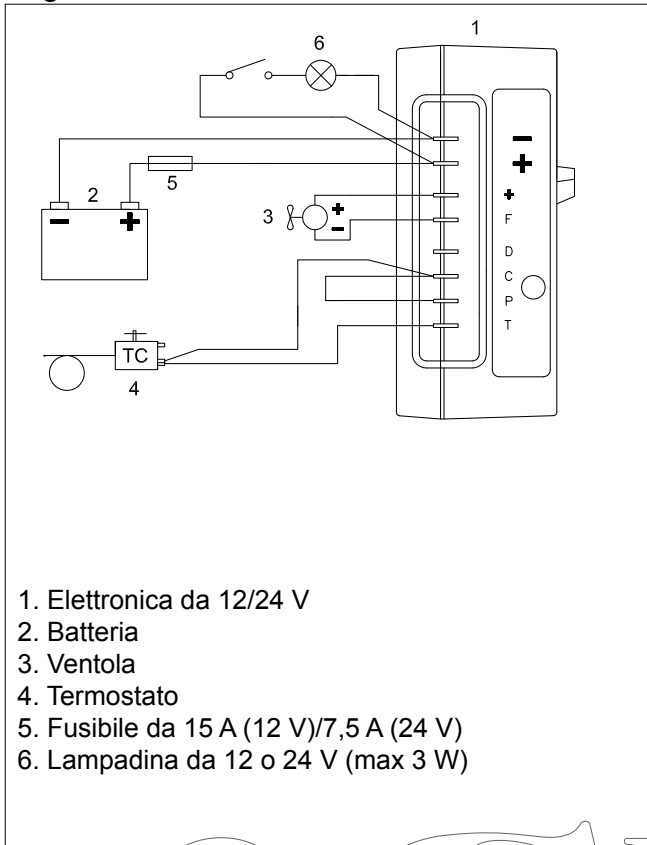 6
1
−
+
2
− +
5
+
F
3
+
−
D
C
P
T
TC
4
1. Elettronica da 12/24 V
2. Batteria
3. Ventola
4. Termostato
5. Fusibile da 15 A (12 V)/7,5 A (24 V)
6. Lampadina da 12 o 24 V (max 3 W)